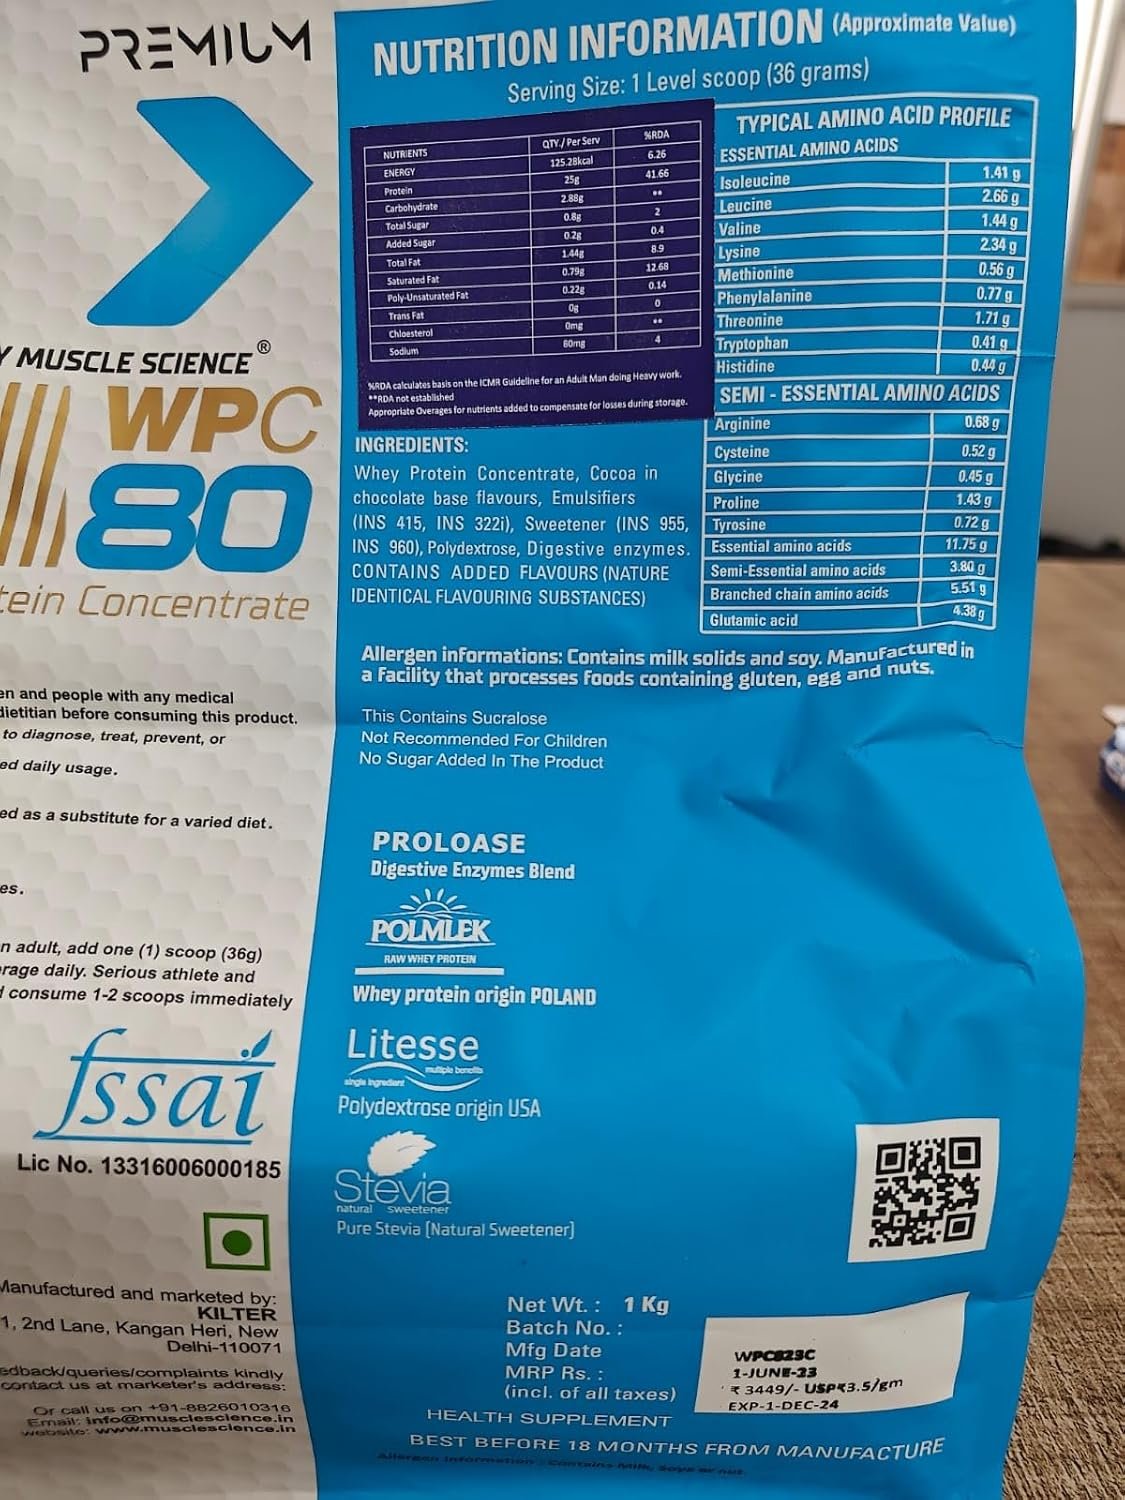 PREMIUM
MUSCLE SCIENCE®
WPC
80
Concentrate
and people with any medical
dietitian before consuming this product.
to diagnose, treat, prevent, or
daily usage.
as a substitute for a varied diet.
adult, add one (1) scoop (36g)
daily. Serious athlete and
consume 1-2 scoops immediately
fssai
Lic No. 13316006000185
Manufactured and marketed by:
KILTER
1, 2nd Lane, Kangan Heri, New
Delhi-110071
kindly
contact us at marketer's address:
Or call us on +91-8826010316
Email: info@musclescience.in
website: www.musclescience.in
NUTRITION INFORMATION (Approximate Value)
Serving Size: 1 Level scoop (36 grams)
NUTRIENTS QTY./ Per Serv %RDA
ENERGY 125.28kcal 6.26
Protein 25g 41.66
Carbohydrate 2.88g **
Total Sugar 0.8g 2
Added Sugar 0.2g 0.4
Total Fat 1.44g 8.9
Saturated Fat 0.79g 12.68
Poly-Unsaturated Fat 0.22g 0.14
Trans Fat 0g 0
Chloesterol 0mg **
Sodium 60mg 4
%RDA calculates basis on the ICMR Guideline for an Adult Man doing Heavy work.
**RDA not established
Appropriate Overages for nutrients added to compensate for losses during storage.
TYPICAL AMINO ACID PROFILE
ESSENTIAL AMINO ACIDS
Isoleucine 1.41 g
Leucine 2.66 g
Valine 1.44 g
Lysine 2.34 g
Methionine 0.56 g
Phenylalanine 0.77 g
Threonine 1.71 g
Tryptophan 0.41 g
Histidine 0.44 g
SEMI - ESSENTIAL AMINO ACIDS
Arginine 0.68 g
Cysteine 0.52 g
Glycine 0.45 g
Proline 1.43 g
Tyrosine 0.72 g
Essential amino acids 11.75 g
Semi-Essential amino acids 3.80 g
Branched chain amino acids 5.51 g
Glutamic acid 4.38 g
INGREDIENTS:
Whey Protein Concentrate, Cocoa in
chocolate base flavours, Emulsifiers
(INS 415, INS 322i), Sweetener (INS 955,
INS 960), Polydextrose, Digestive enzymes.
CONTAINS ADDED FLAVOURS (NATURE
IDENTICAL FLAVOURING SUBSTANCES)
Allergen informations: Contains milk solids and soy. Manufactured in
a facility that processes foods containing gluten, egg and nuts.
This Contains Sucralose
Not Recommended For Children
No Sugar Added In The Product
PROLOASE
Digestive Enzymes Blend
POLMLEK
RAW WHEY PROTEIN
Whey protein origin POLAND
Litesse
multiple benefits
single ingredient
Polydextrose origin USA
Stevia
natural sweetener
Pure Stevia (Natural Sweetener)
Net Wt. : 1 Kg
Batch No. : WPC823C
Mfg Date 1-JUNE-23
MRP Rs. : ₹ 3449/- USP₹3.5/gm
(incl. of all taxes) EXP-1-DEC-24
HEALTH SUPPLEMENT
BEST BEFORE 18 MONTHS FROM MANUFACTURE
Allergen Information : Contains Milk, Soya or nut.